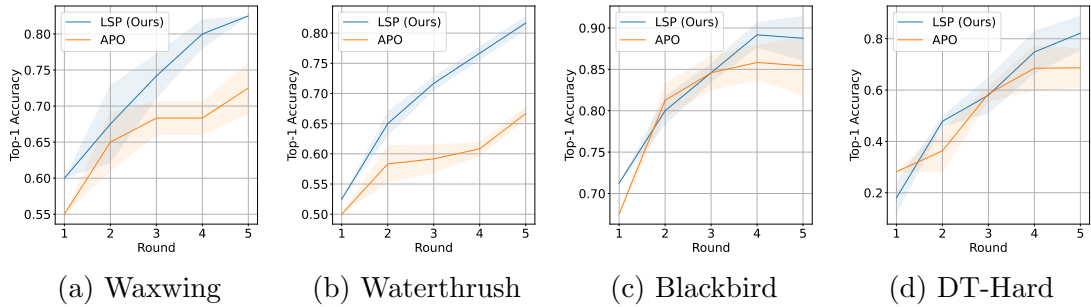 LSP (Ours)
APO
Top-1 Accuracy
0.80
0.75
0.70
0.65
0.60
0.55
1 2 3 4 5
Round
(a) Waxwing
LSP (Ours)
APO
Top-1 Accuracy
0.80
0.75
0.70
0.65
0.60
0.55
0.50
1 2 3 4 5
Round
(b) Waterthrush
LSP (Ours)
APO
Top-1 Accuracy
0.90
0.85
0.80
0.75
0.70
1 2 3 4 5
Round
(c) Blackbird
LSP (Ours)
APO
Top-1 Accuracy
0.8
0.6
0.4
0.2
1 2 3 4 5
Round
(d) DT-Hard